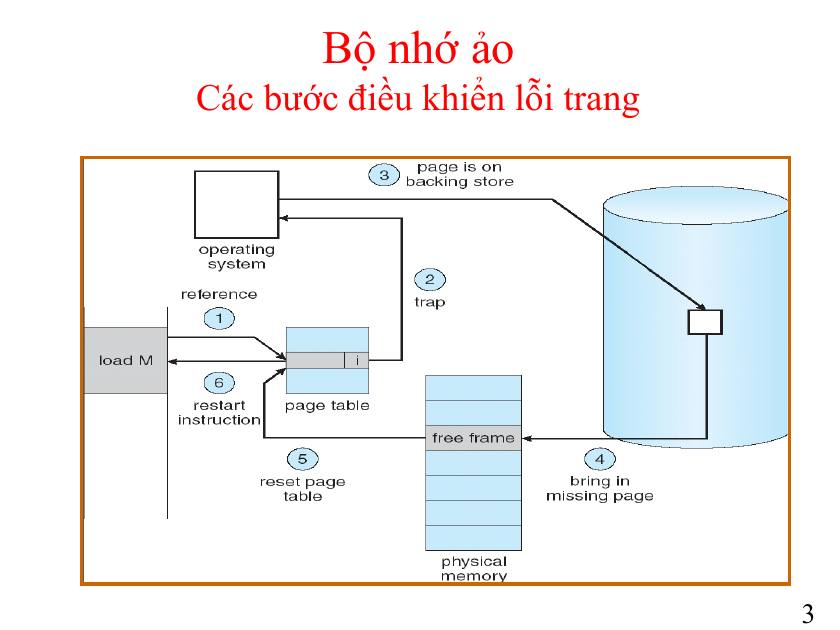 Bộ nhớ ảo
Các bước điều khiển lỗi trang
3
page is on
backing store
operating
system
2
trap
reference
1
load M
i
6
restart
instruction
page table
free frame
5
reset page
table
4
bring in
missing page
physical
memory
3